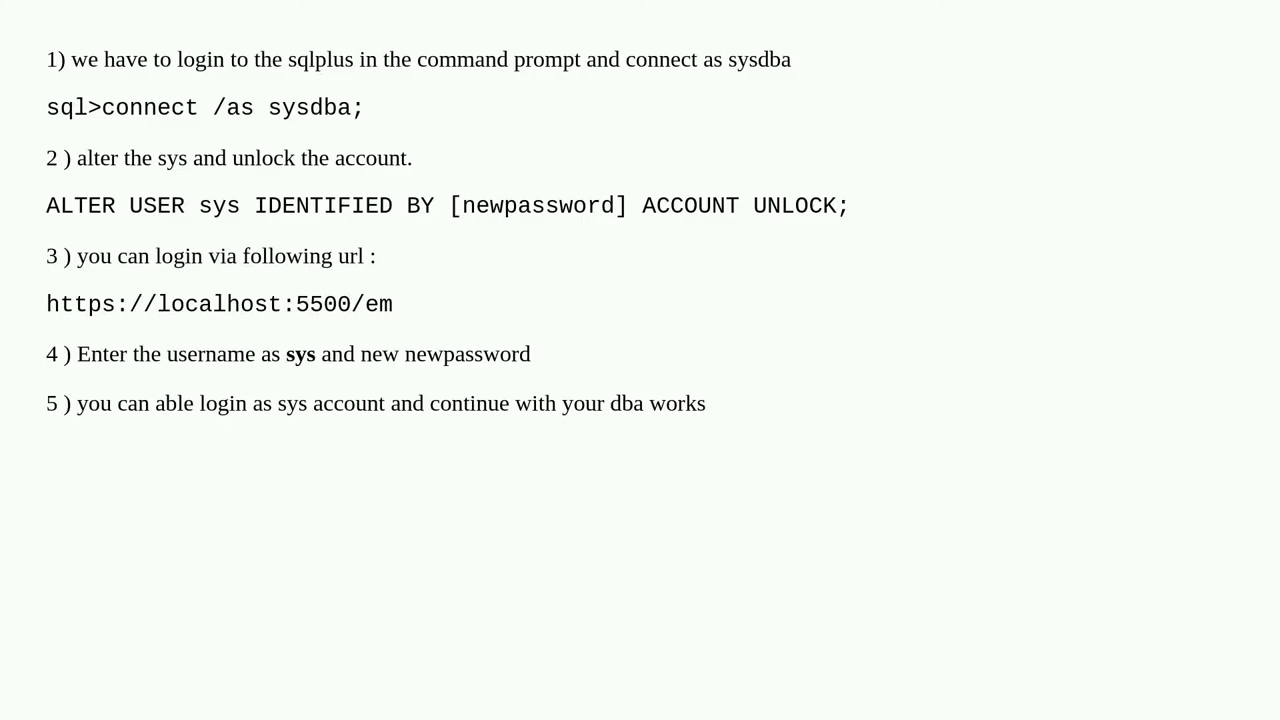 1) we have to login to the sqlplus in the command prompt and connect as sysdba
sql>connect /as sysdba;
2 ) alter the sys and unlock the account.
ALTER USER sys IDENTIFIED BY [newpassword] ACCOUNT UNLOCK;
3 ) you can login via following url :
https://localhost:5500/em
4 ) Enter the username as sys and new newpassword
5 ) you can able login as sys account and continue with your dba works